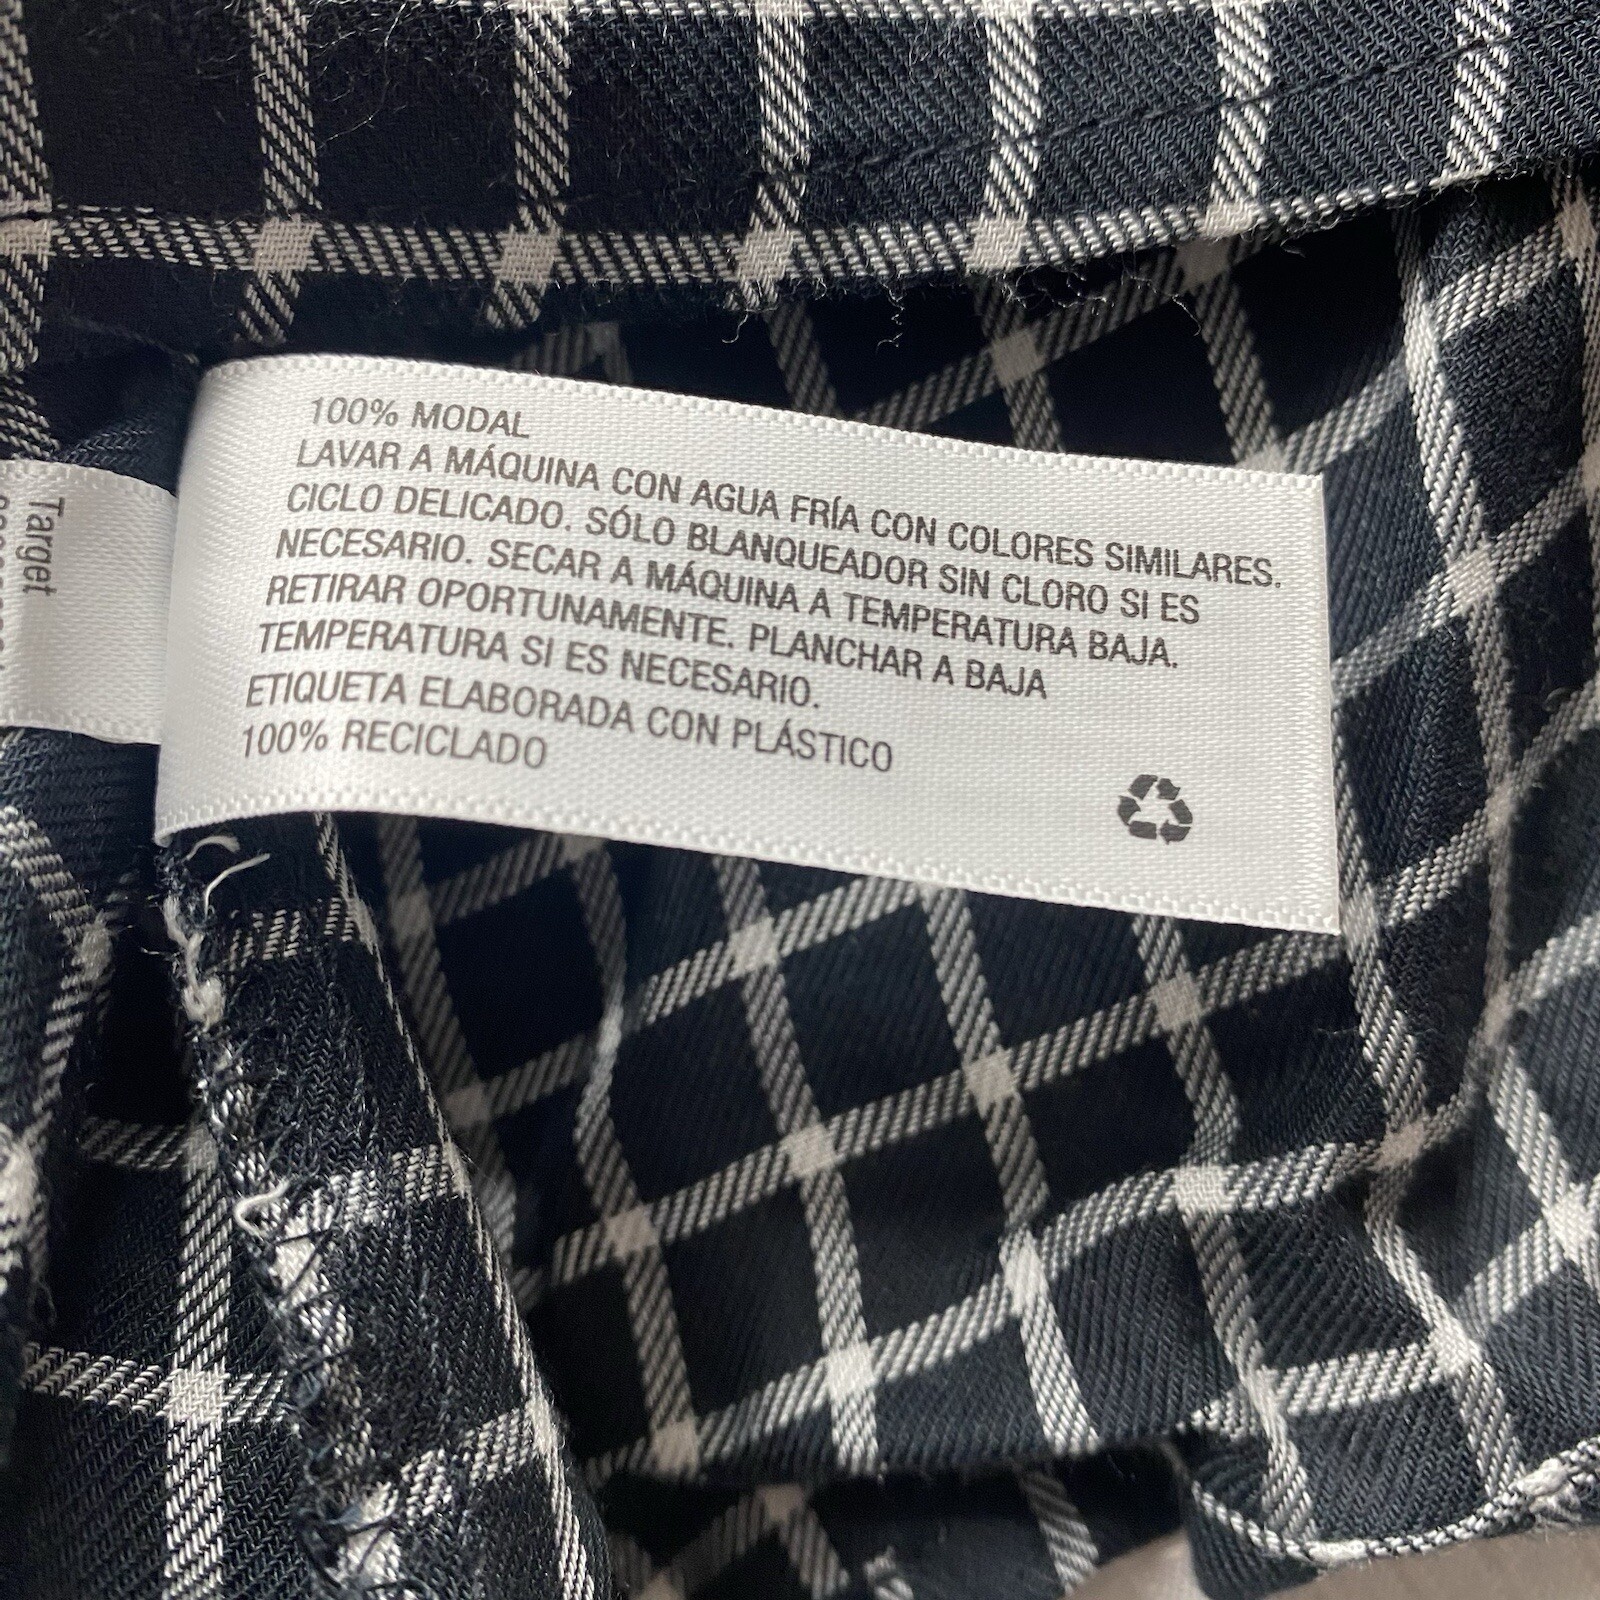 100% MODAL
LAVAR A MÁQUINA CON AGUA FRÍA CON COLORES SIMILARES.
CICLO DELICADO. SÓLO BLANQUEADOR SIN CLORO SI ES
NECESARIO. SECAR A MÁQUINA A TEMPERATURA BAJA.
RETIRAR OPORTUNAMENTE. PLANCHAR A BAJA
TEMPERATURA SI ES NECESARIO.
ETIQUETA ELABORADA CON PLÁSTICO
100% RECICLADO
Target